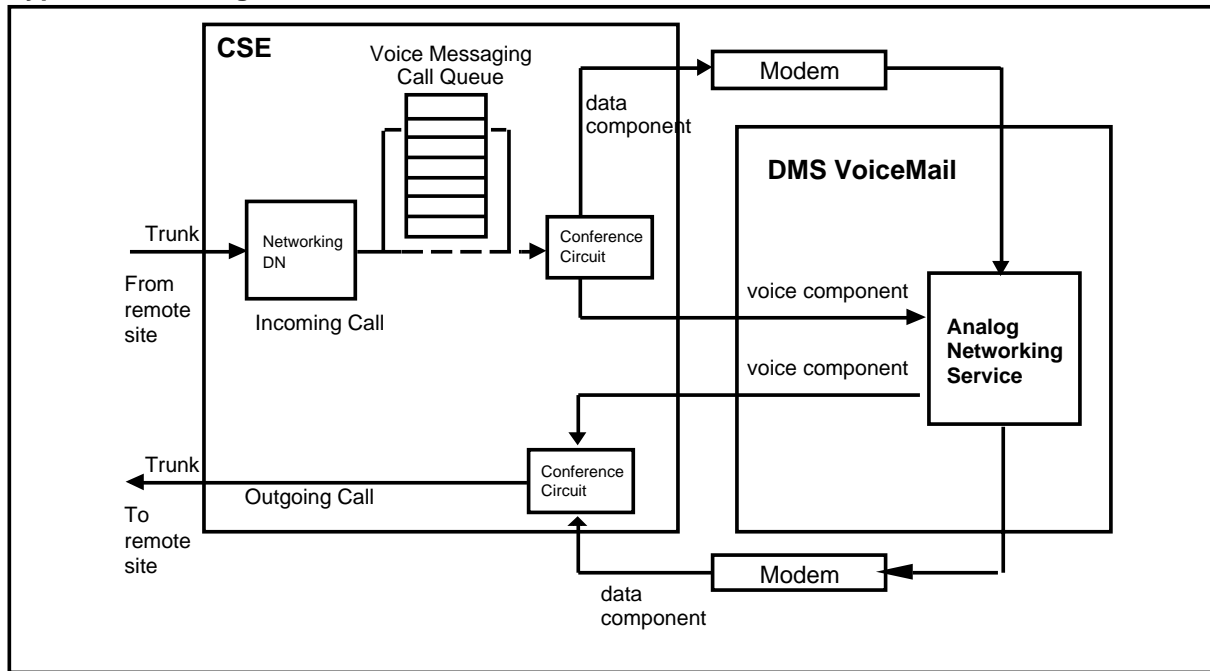 CSE
Voice Messaging
Call Queue
Modem
data
component
DMS VoiceMail
Trunk
Networking
DN
Conference
Circuit
From
remote
site
Incoming Call
voice component
Analog
Networking
Service
voice component
Trunk
Conference
Circuit
Outgoing Call
To
remote
site
Modem
data
component